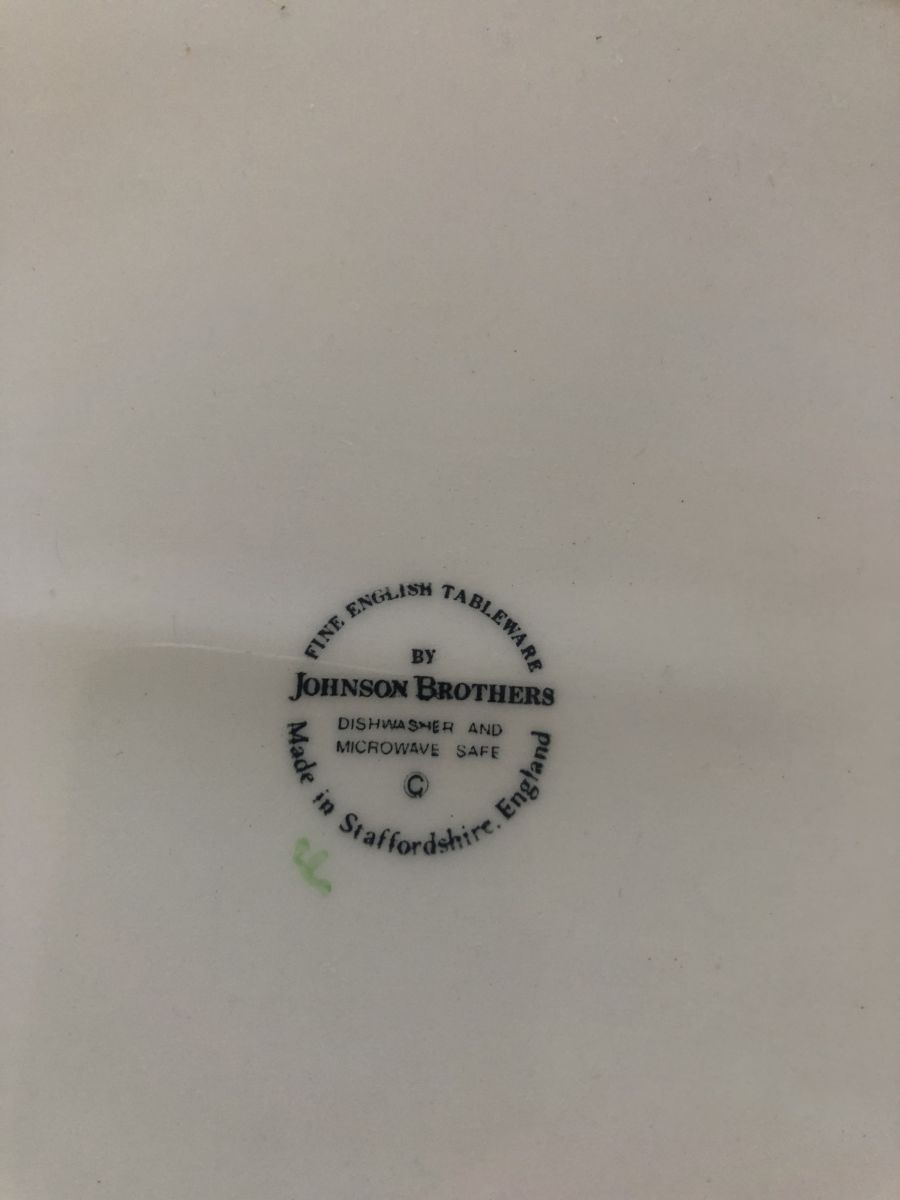 FINE ENGLISH TABLEWARE
BY
JOHNSON BROTHERS
DISHWASHER AND
MICROWAVE SAFE
©
Made in Staffordshire. England